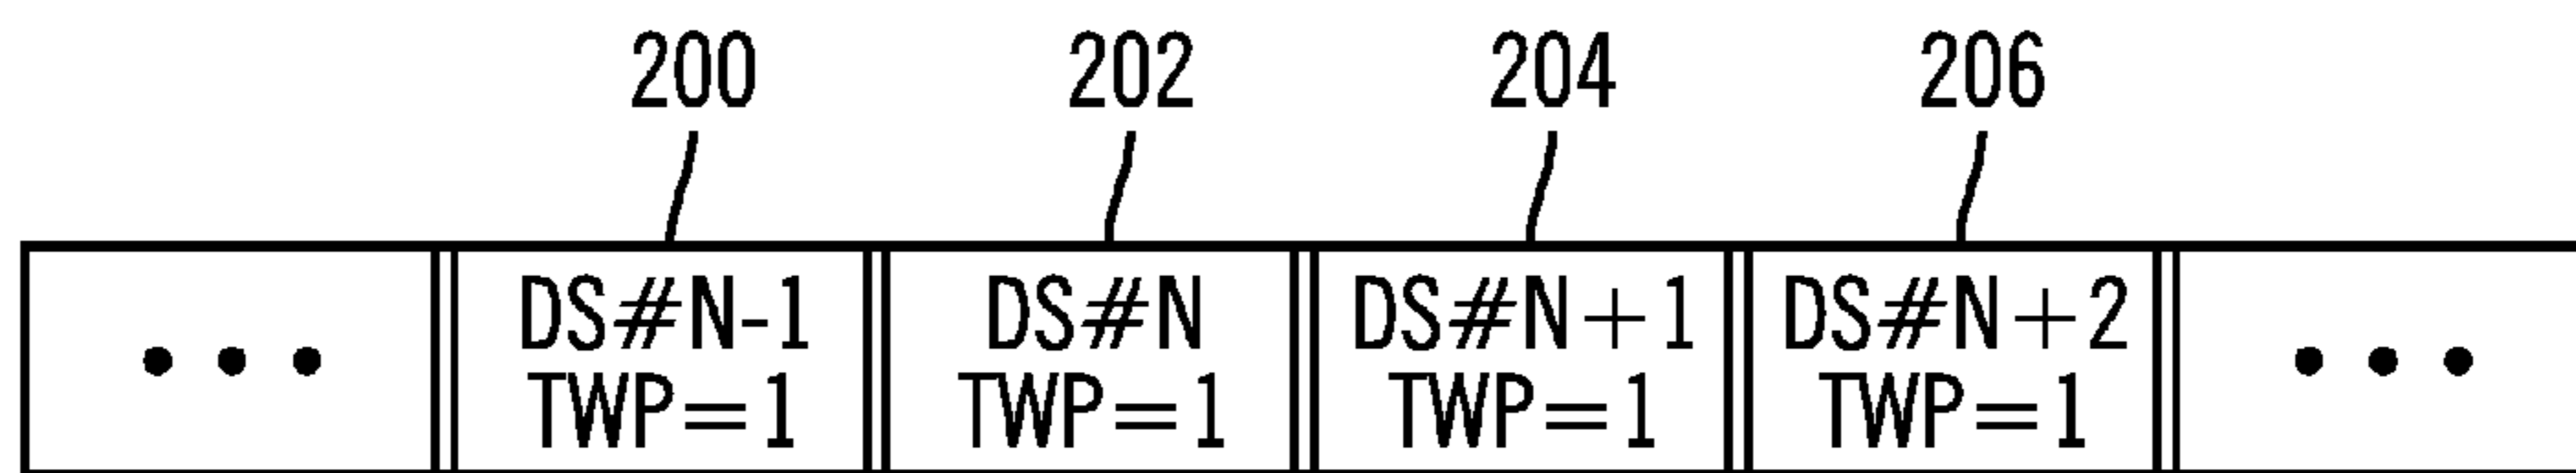 200 202 204 206
• • • DS#N-1 DS#N DS#N+1 DS#N+2 • • •
TWP=1 TWP=1 TWP=1 TWP=1